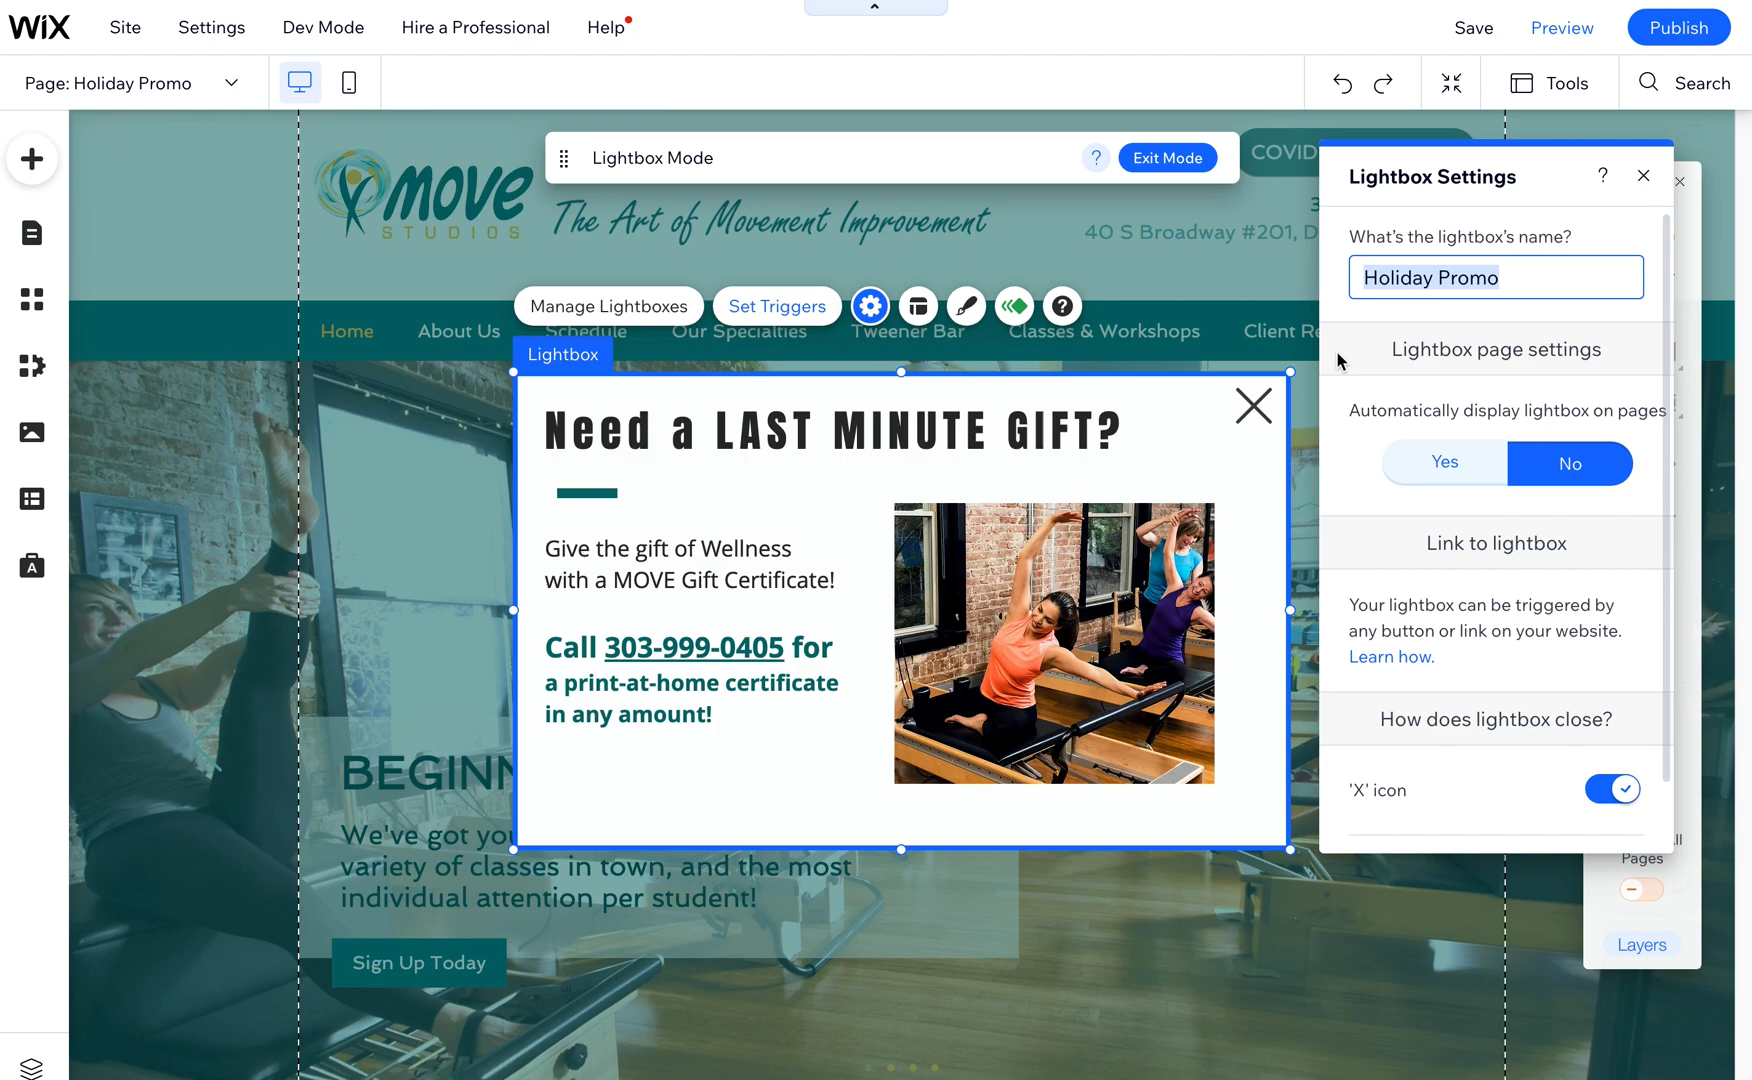 WiX Site Settings Dev Mode Hire a Professional Help Save Preview Publish
Page: Holiday Promo Tools Search
Lightbox Mode ? Exit Mode
COVID
move
STUDIOS
The Art of Movement Improvement
40 S Broadway #201, D
Manage Lightboxes Set Triggers ?
Home About Us Schedule Our Specialties Tweener Bar Classes & Workshops Client Re
Lightbox
Need a LAST MINUTE GIFT?
Give the gift of Wellness
with a MOVE Gift Certificate!
Call 303-999-0405 for
a print-at-home certificate
in any amount!
BEGINN
We've got you
variety of classes in town, and the most
individual attention per student!
Sign Up Today
Lightbox Settings ?
What's the lightbox's name?
Holiday Promo
Lightbox page settings
Automatically display lightbox on pages
Yes No
Link to lightbox
Your lightbox can be triggered by
any button or link on your website.
Learn how.
How does lightbox close?
'X' icon
Pages
Layers
A